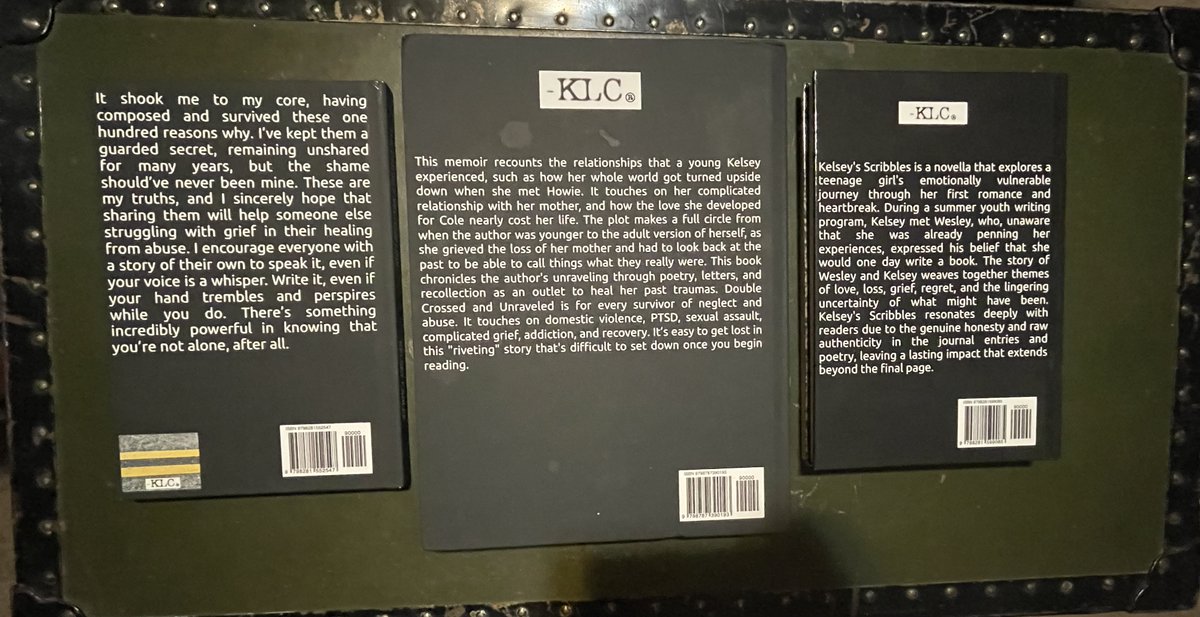 It shook me to my core, having
composed and survived these one
hundred reasons why. I've kept them a
guarded secret, remaining unshared
for many years, but the shame
should've never been mine. These are
my truths, and I sincerely hope that
sharing them will help someone else
struggling with grief in their healing
from abuse. I encourage everyone with
a story of their own to speak it, even if
your voice is a whisper. Write it, even if
your hand trembles and perspires
while you do. There's something
incredibly powerful in knowing that
you're not alone, after all.
-KLC®
ISBN 9798281552547
90000
9 798281 552547
-KLC®
This memoir recounts the relationships that a young Kelsey
experienced, such as how her whole world got turned upside
down when she met Howie. It touches on her complicated
relationship with her mother, and how the love she developed
for Cole nearly cost her life. The plot makes a full circle from
when the author was younger to the adult version of herself, as
she grieved the loss of her mother and had to look back at the
past to be able to call things what they really were. This book
chronicles the author's unraveling through poetry, letters, and
recollection as an outlet to heal her past traumas. Double
Crossed and Unraveled is for every survivor of neglect and
abuse. It touches on domestic violence, PTSD, sexual assault,
complicated grief, addiction, and recovery. It's easy to get lost in
this "riveting" story that's difficult to set down once you begin
reading.
ISBN 9798787390193
90000
9 798787 390193
-KLC®
Kelsey's Scribbles is a novella that explores a
teenage girl's emotionally vulnerable
journey through her first romance and
heartbreak. During a summer youth writing
program, Kelsey met Wesley, who, unaware
that she was already penning her
experiences, expressed his belief that she
would one day write a book. The story of
Wesley and Kelsey weaves together themes
of love, loss, grief, regret, and the lingering
uncertainty of what might have been.
Kelsey's Scribbles resonates deeply with
readers due to the genuine honesty and raw
authenticity in the journal entries and
poetry, leaving a lasting impact that extends
beyond the final page.
ISBN
90000
9 798281